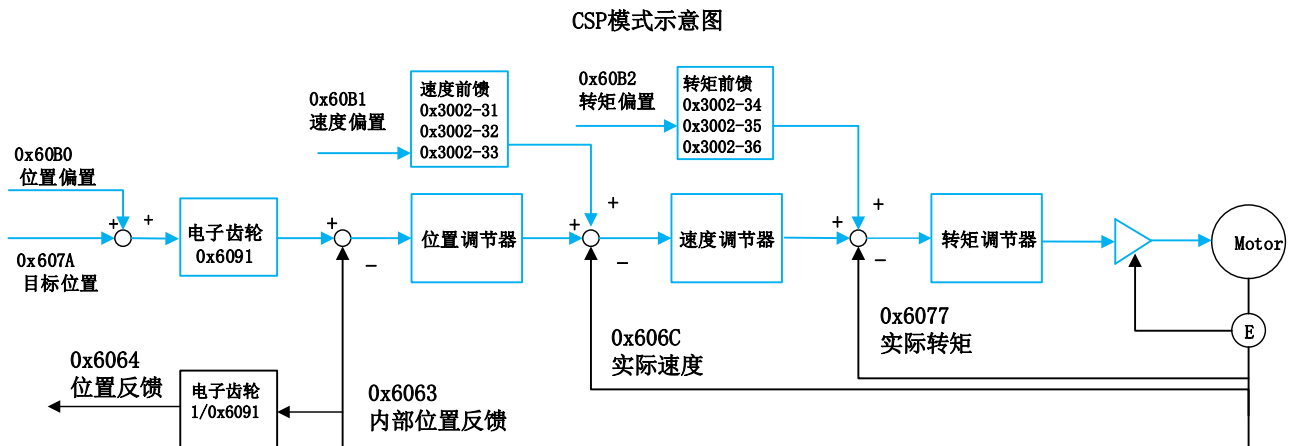 CSP模式示意图
0x60B0
位置偏置
0x607A
目标位置
+
+
电子齿轮
0x6091
+
−
0x60B1
速度偏置
速度前馈
0x3002-31
0x3002-32
0x3002-33
位置调节器
+
+
−
0x60B2
转矩偏置
转矩前馈
0x3002-34
0x3002-35
0x3002-36
速度调节器
+
+
−
转矩调节器
Motor
E
0x6077
实际转矩
0x606C
实际速度
0x6064
位置反馈
电子齿轮
1/0x6091
0x6063
内部位置反馈